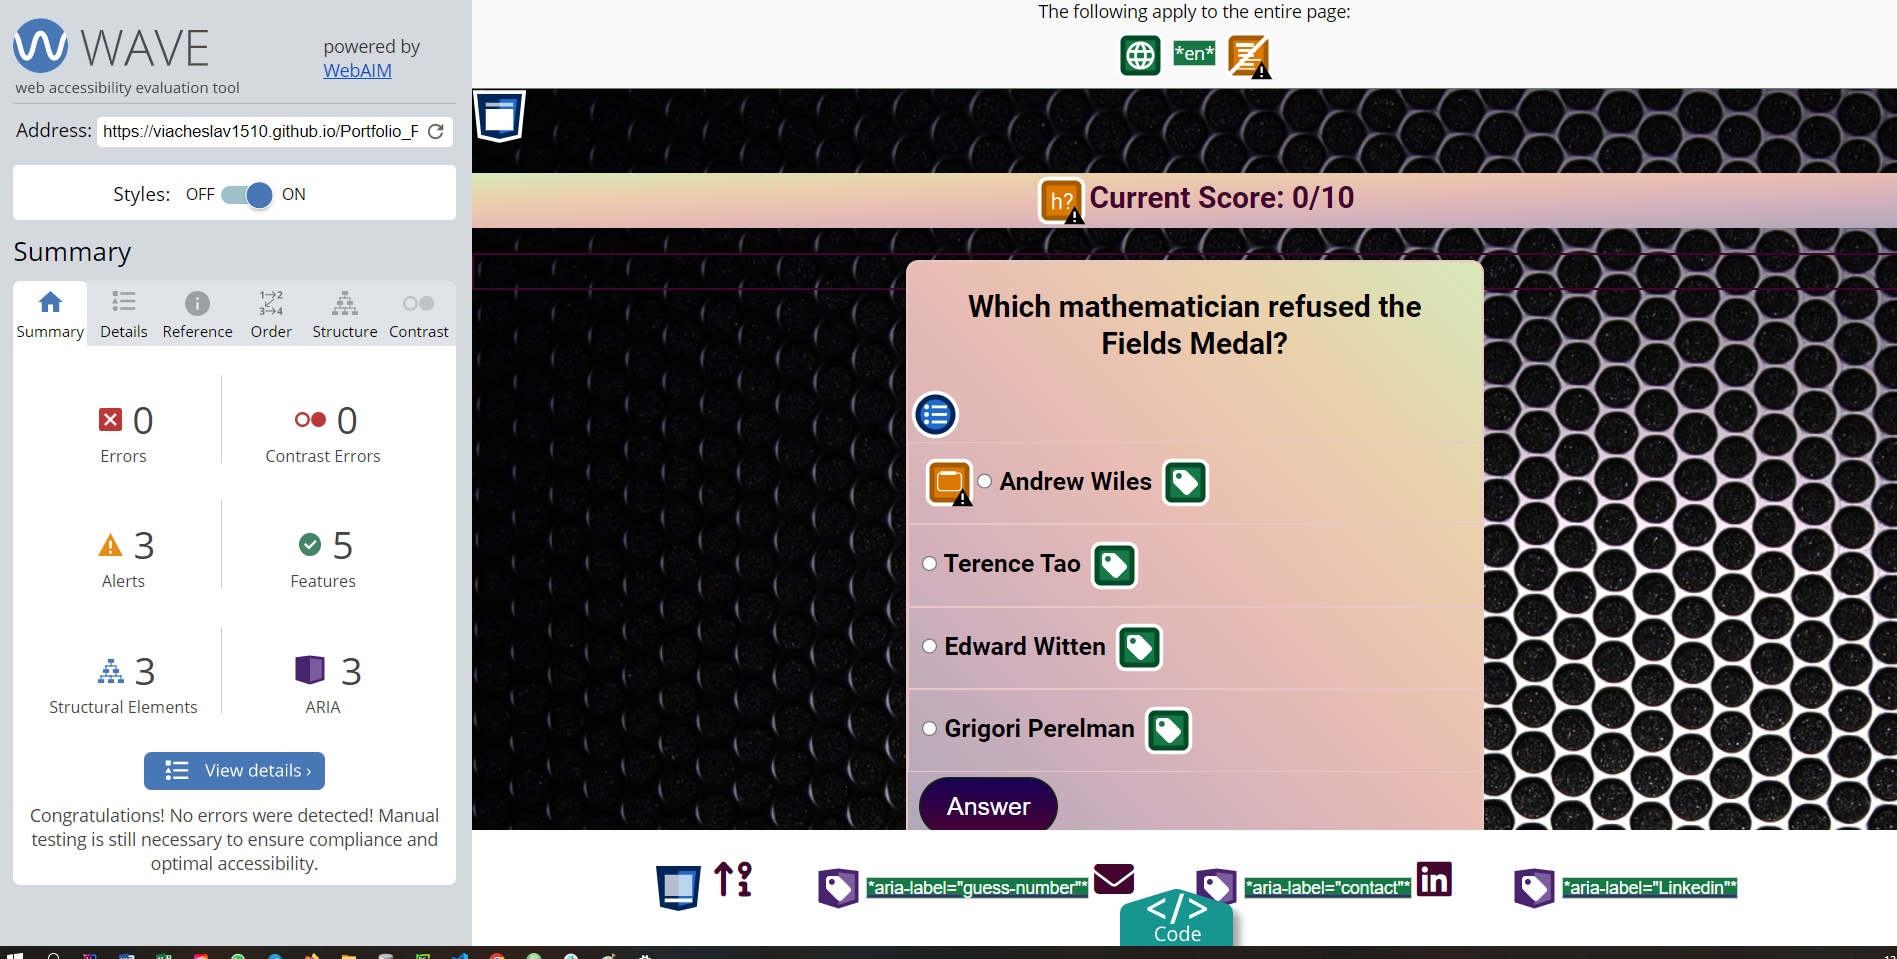 WAVE
powered by
WebAIM
web accessibility evaluation tool
Address: https://viacheslav1510.github.io/Portfolio_F
Styles: OFF ON
Summary
Summary Details Reference Order Structure Contrast
0 0
Errors Contrast Errors
3 5
Alerts Features
3 3
Structural Elements ARIA
View details ›
Congratulations! No errors were detected! Manual
testing is still necessary to ensure compliance and
optimal accessibility.
The following apply to the entire page:
*en*
h? Current Score: 0/10
Which mathematician refused the
Fields Medal?
Andrew Wiles
Terence Tao
Edward Witten
Grigori Perelman
Answer
*aria-label="guess-number"* *aria-label="contact"* in *aria-label="Linkedin"*
</>
Code